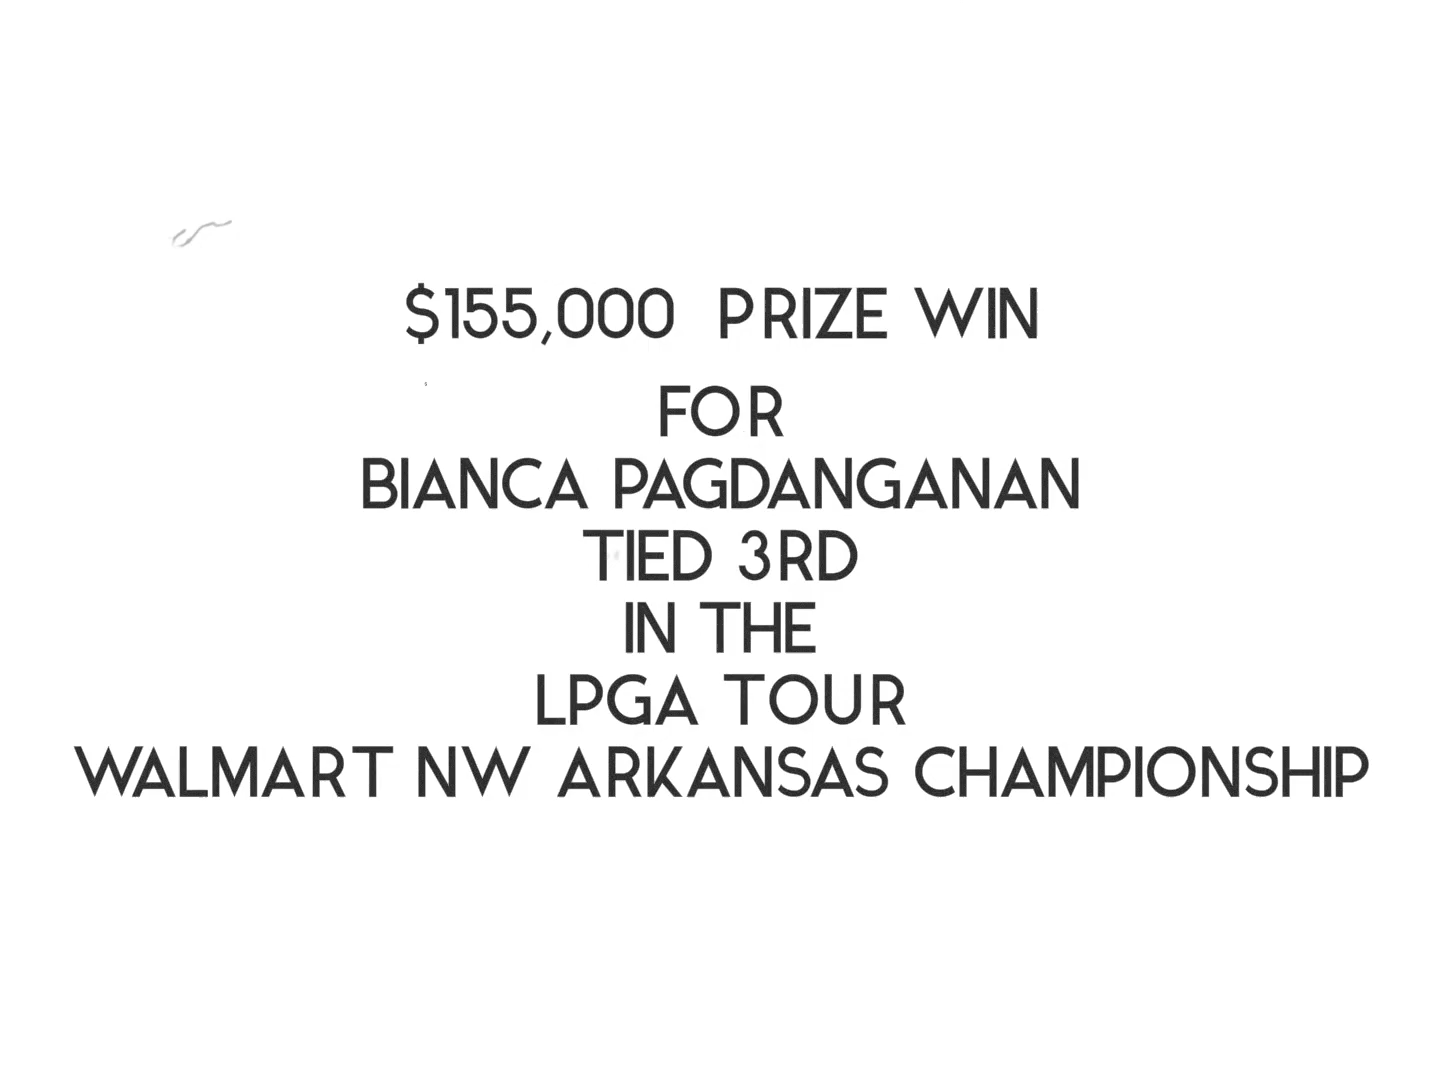 $155,000 PRIZE WIN
FOR
BIANCA PAGDANGANAN
TIED 3RD
IN THE
LPGA TOUR
WALMART NW ARKANSAS CHAMPIONSHIP